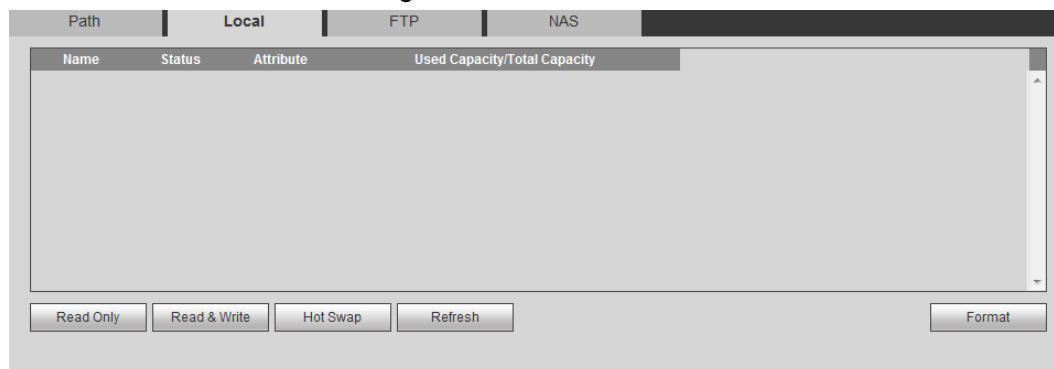 Path Local FTP NAS
Name Status Attribute Used Capacity/Total Capacity
Read Only Read & Write Hot Swap Refresh Format